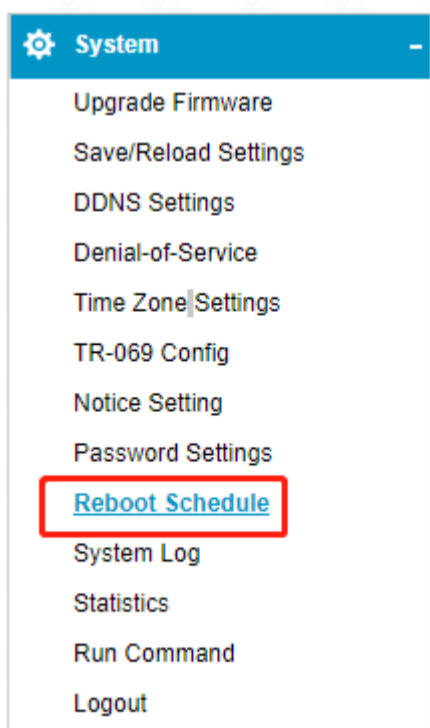 System
Upgrade Firmware
Save/Reload Settings
DDNS Settings
Denial-of-Service
Time Zone Settings
TR-069 Config
Notice Setting
Password Settings
Reboot Schedule
System Log
Statistics
Run Command
Logout